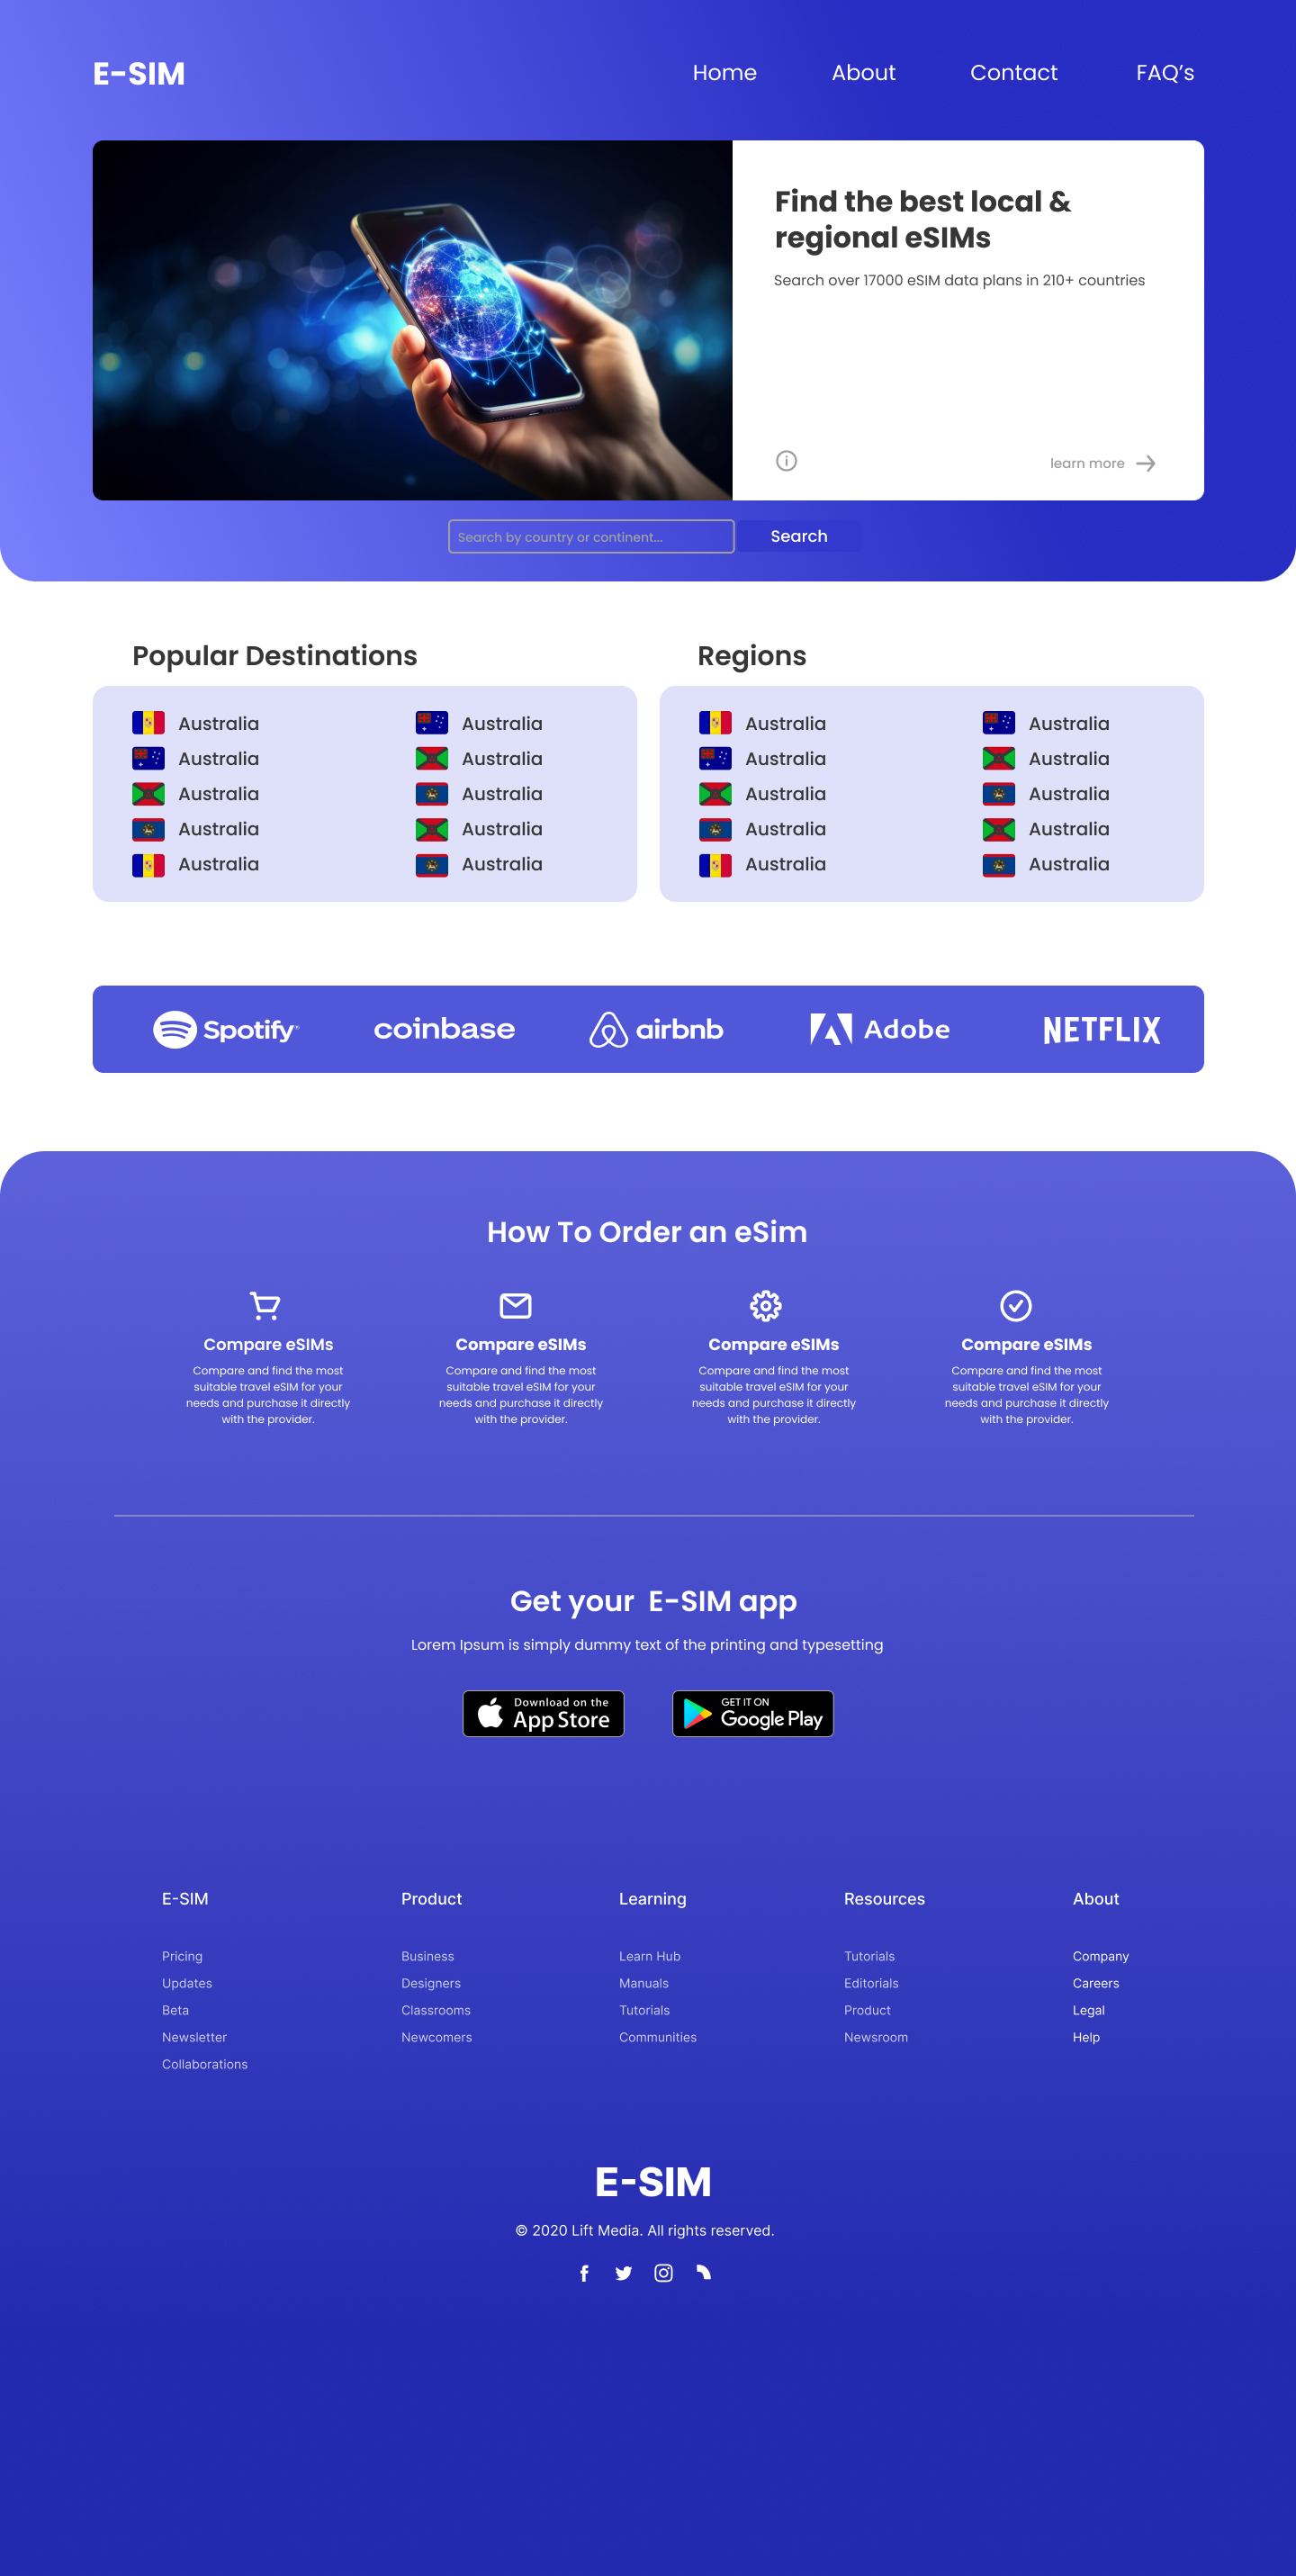 E-SIM
Home About Contact FAQ’s
Find the best local &
regional eSIMs
Search over 17000 eSIM data plans in 210+ countries
learn more
Search by country or continent...
Search
Popular Destinations
Australia Australia
Australia Australia
Australia Australia
Australia Australia
Australia Australia
Regions
Australia Australia
Australia Australia
Australia Australia
Australia Australia
Australia Australia
Spotify® coinbase airbnb Adobe NETFLIX
How To Order an eSim
Compare eSIMs
Compare and find the most
suitable travel eSIM for your
needs and purchase it directly
with the provider.
Compare eSIMs
Compare and find the most
suitable travel eSIM for your
needs and purchase it directly
with the provider.
Compare eSIMs
Compare and find the most
suitable travel eSIM for your
needs and purchase it directly
with the provider.
Compare eSIMs
Compare and find the most
suitable travel eSIM for your
needs and purchase it directly
with the provider.
Get your E-SIM app
Lorem Ipsum is simply dummy text of the printing and typesetting
Download on the
App Store
GET IT ON
Google Play
E-SIM
Pricing
Updates
Beta
Newsletter
Collaborations
Product
Business
Designers
Classrooms
Newcomers
Learning
Learn Hub
Manuals
Tutorials
Communities
Resources
Tutorials
Editorials
Product
Newsroom
About
Company
Careers
Legal
Help
E-SIM
© 2020 Lift Media. All rights reserved.